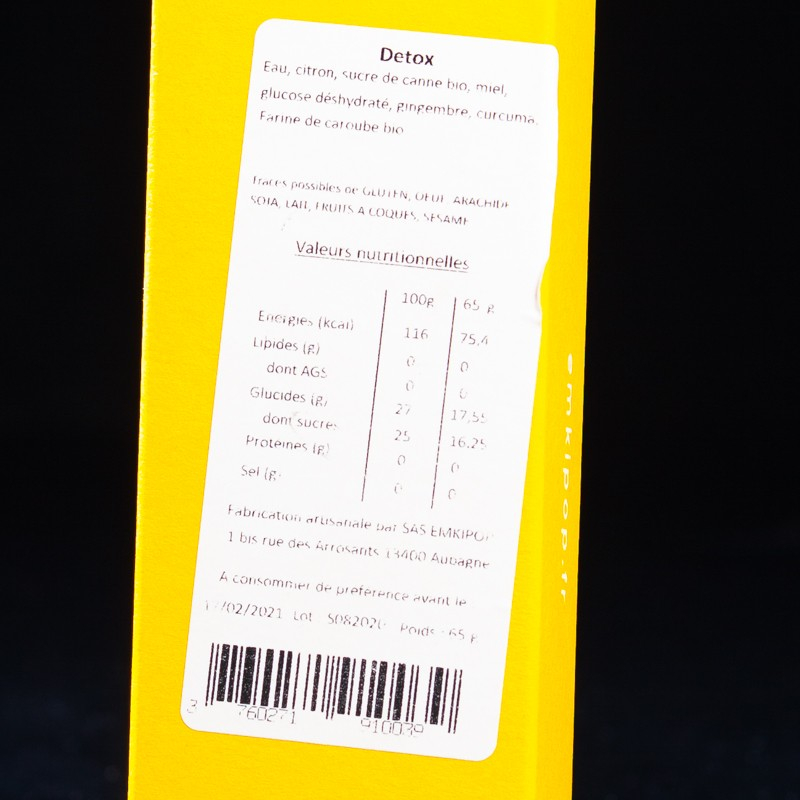 Detox
Eau, citron, sucre de canne bio, miel,
glucose déshydraté, gingembre, curcuma.
Farine de caroube bio
Traces possibles de GLUTEN, OEUF, ARACHIDE
SOJA, LAIT, FRUITS A COQUES, SESAME
Valeurs nutritionnelles
100g 65 g
Energies (kcal) 116 75,4
Lipides (g) 0 0
dont AGS 0 0
Glucides (g) 27 17,55
dont sucres 25 16,25
Proteines (g) 0 0
Sel (g) 0 0
Fabrication artisanale par SAS EMKIPOP
1 bis rue des Arrosants 13400 Aubagne
A consommer de préférence avant le
/02/2021 Lot Poids : 65 g
3 760271 910039
emkipop.fr